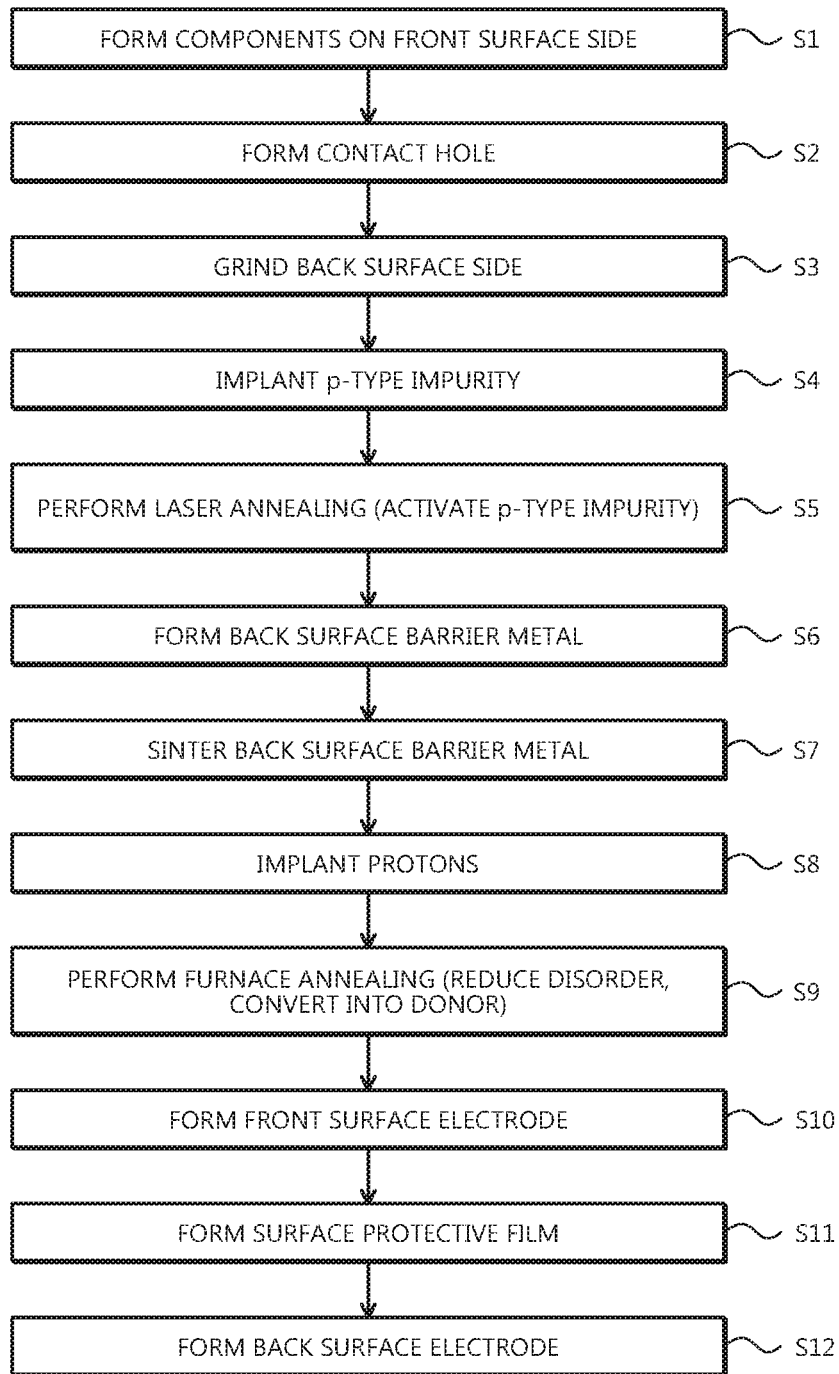 FORM COMPONENTS ON FRONT SURFACE SIDE S1
FORM CONTACT HOLE S2
GRIND BACK SURFACE SIDE S3
IMPLANT p-TYPE IMPURITY S4
PERFORM LASER ANNEALING (ACTIVATE p-TYPE IMPURITY) S5
FORM BACK SURFACE BARRIER METAL S6
SINTER BACK SURFACE BARRIER METAL S7
IMPLANT PROTONS S8
PERFORM FURNACE ANNEALING (REDUCE DISORDER,
CONVERT INTO DONOR) S9
FORM FRONT SURFACE ELECTRODE S10
FORM SURFACE PROTECTIVE FILM S11
FORM BACK SURFACE ELECTRODE S12